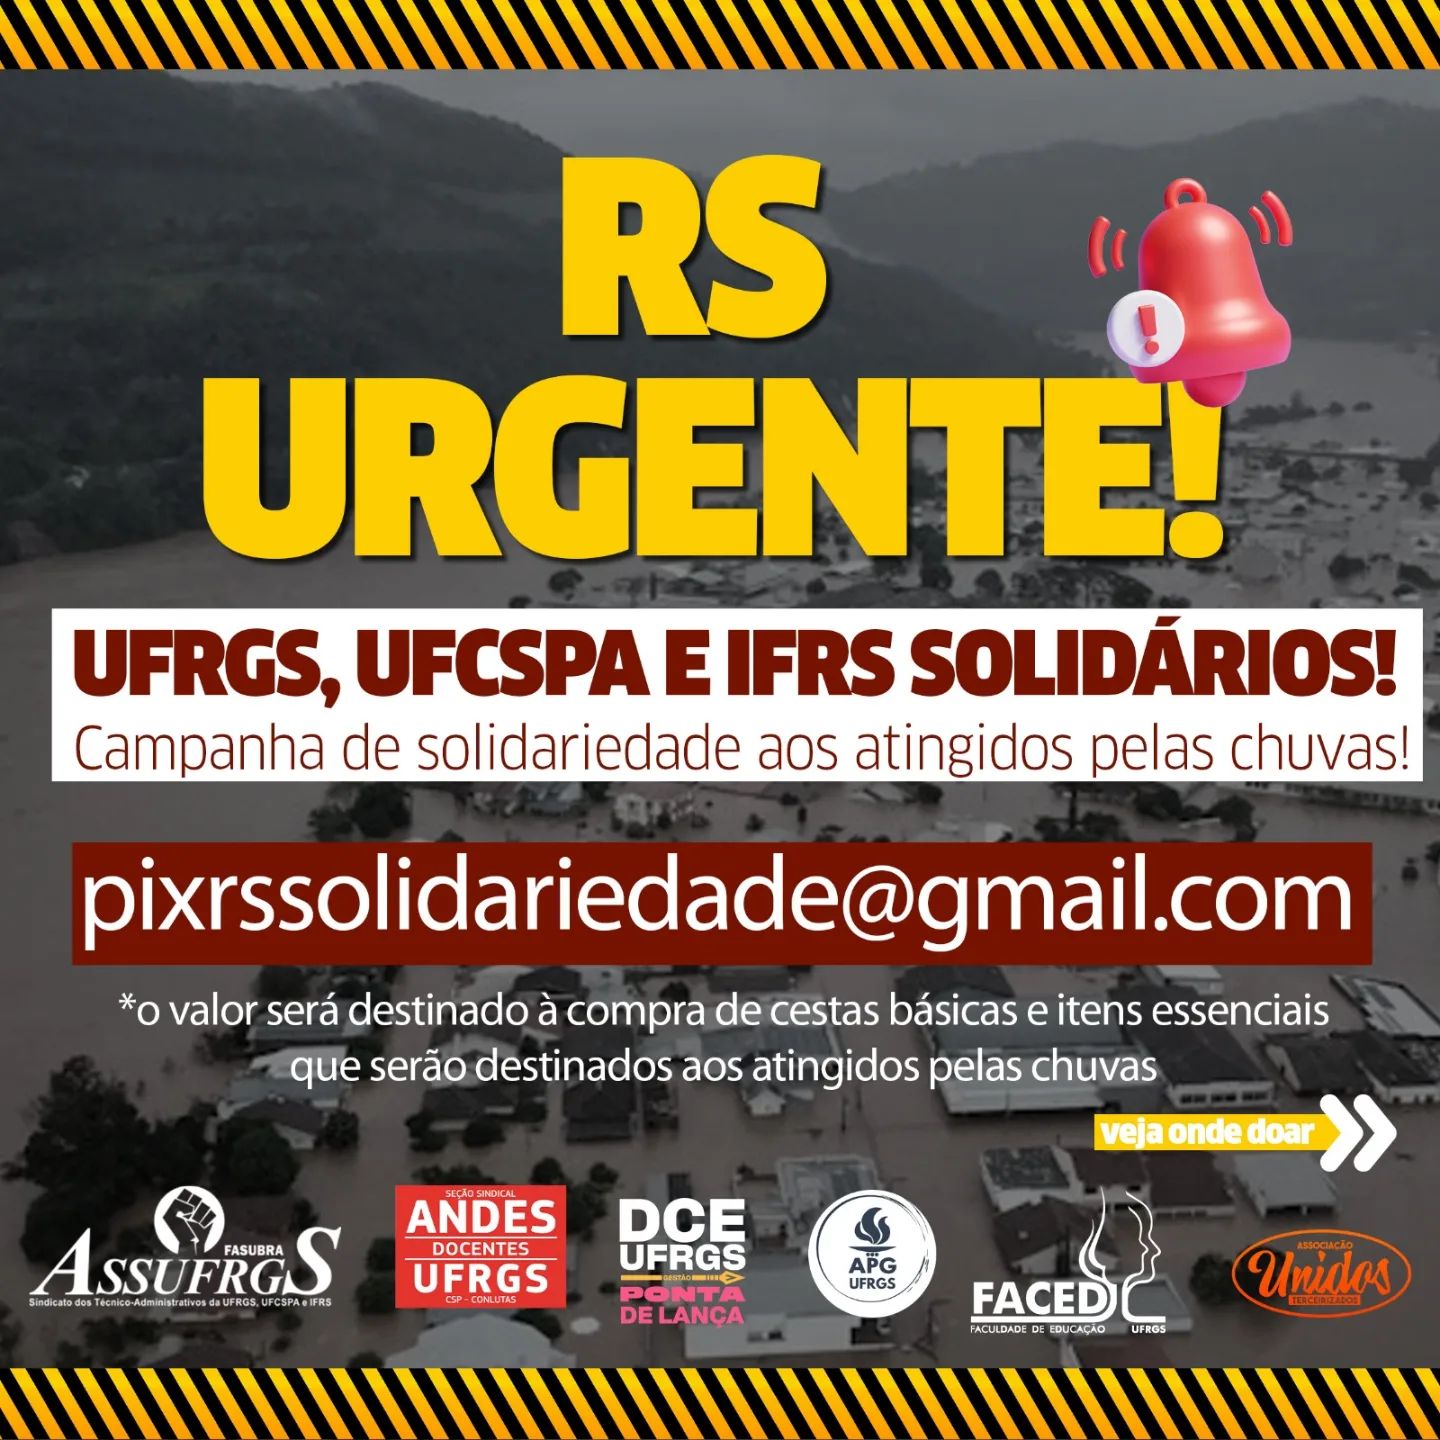 RS
URGENTE!
UFRGS, UFCSPA E IFRS SOLIDÁRIOS!
Campanha de solidariedade aos atingidos pelas chuvas!
pixrssolidariedade@gmail.com
*o valor será destinado à compra de cestas básicas e itens essenciais
que serão destinados aos atingidos pelas chuvas
veja onde doar
FASUBRA
ASSUFRGS
Sindicato dos Técnico-Administrativos da UFRGS, UFCSPA e IFRS
SEÇÃO SINDICAL
ANDES
DOCENTES
UFRGS
CSP - CONLUTAS
DCE
UFRGS
GESTÃO
PONTA
DE LANÇA
APG
UFRGS
FACED
FACULDADE DE EDUCAÇÃO UFRGS
ASSOCIAÇÃO
Unidos
TERCEIRIZADOS